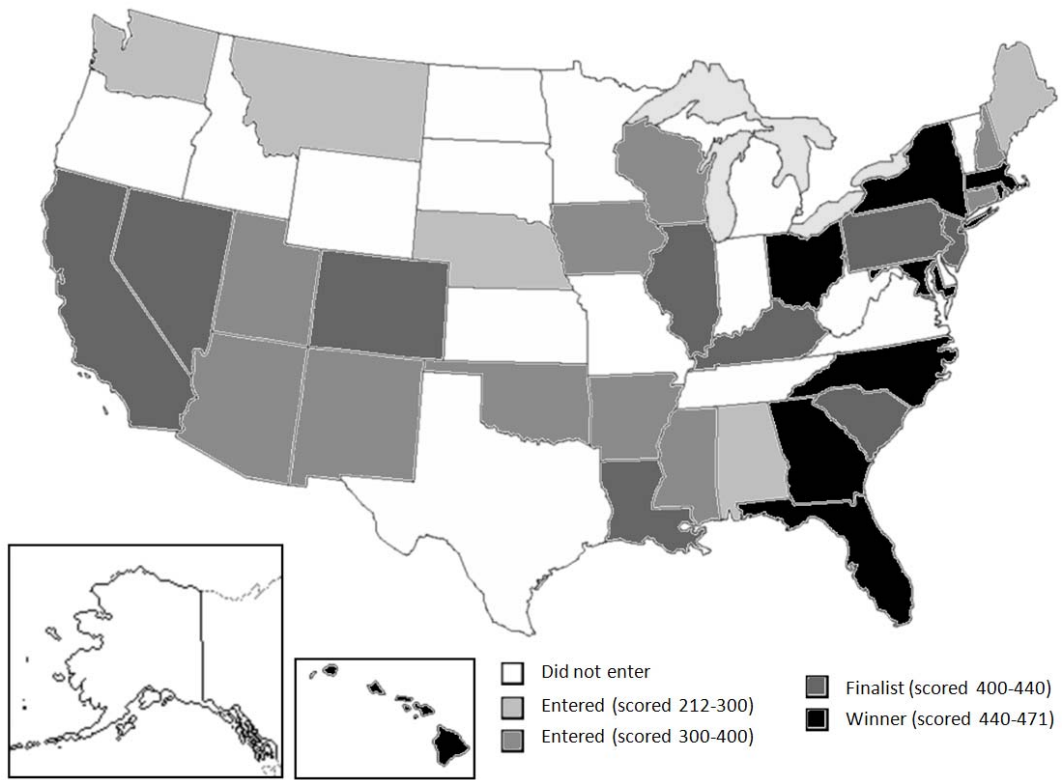 Did not enter
Entered (scored 212-300)
Entered (scored 300-400)
Finalist (scored 400-440)
Winner (scored 440-471)